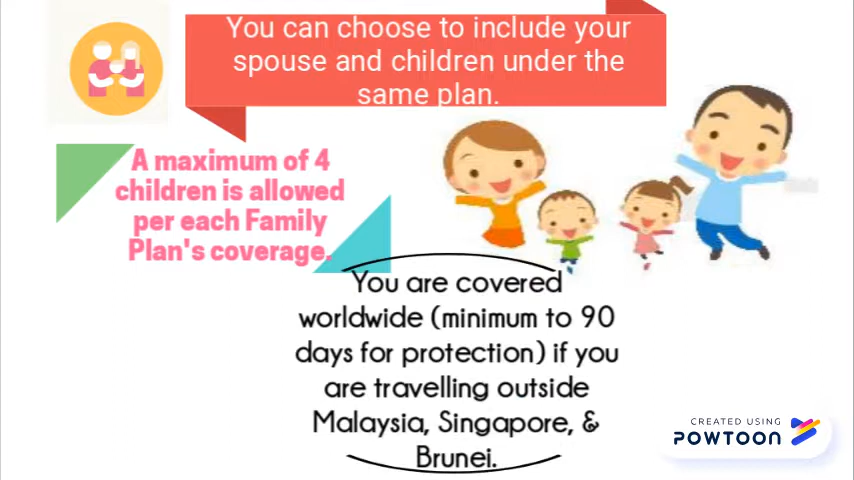 You can choose to include your
spouse and children under the
same plan.
A maximum of 4
children is allowed
per each Family
Plan's coverage.
You are covered
worldwide (minimum to 90
days for protection) if you
are travelling outside
Malaysia, Singapore, &
Brunei.
CREATED USING
POWTOON